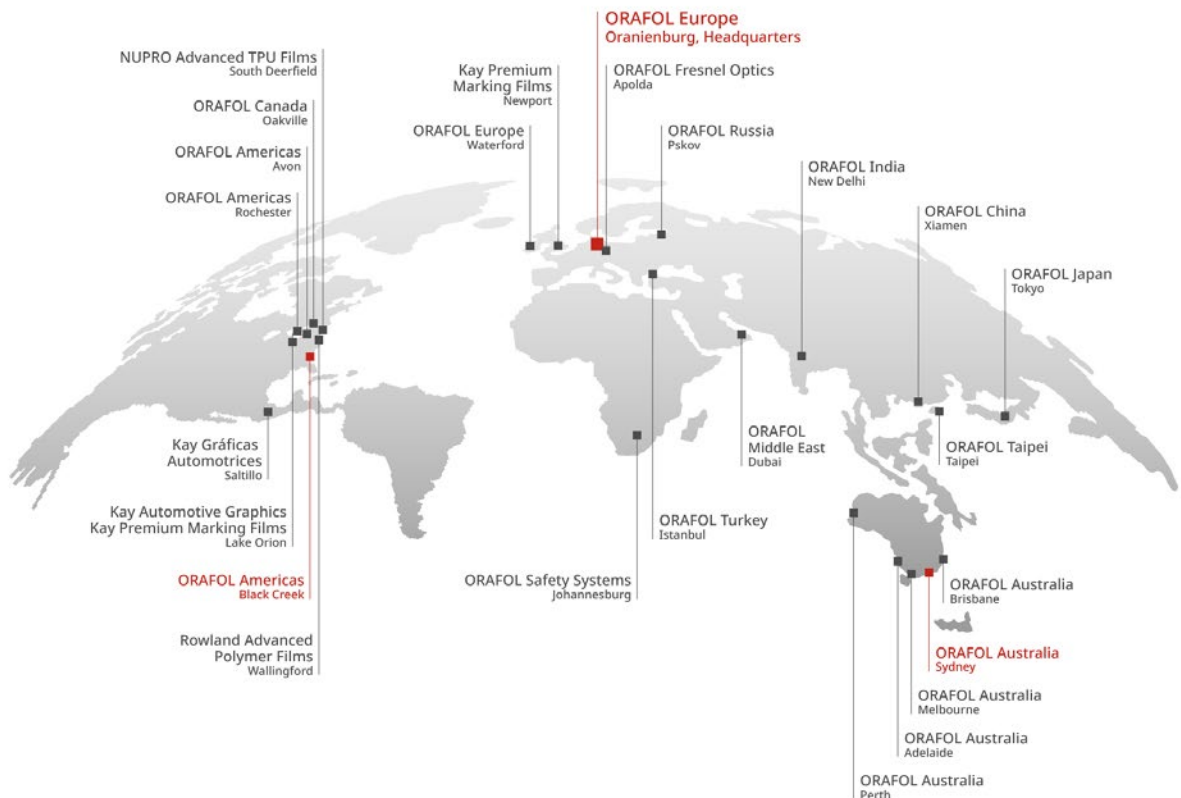 ORAFOL Europe
Oranienburg, Headquarters
NUPRO Advanced TPU Films
South Deerfield
Kay Premium
Marking Films
Newport
ORAFOL Fresnel Optics
Apolda
ORAFOL Canada
Oakville
ORAFOL Europe
Waterford
ORAFOL Russia
Pskov
ORAFOL Americas
Avon
ORAFOL India
New Delhi
ORAFOL Americas
Rochester
ORAFOL China
Xiamen
ORAFOL Japan
Tokyo
Kay Gráficas
Automotrices
Saltillo
ORAFOL
Middle East
Dubai
ORAFOL Taipei
Taipei
Kay Automotive Graphics
Kay Premium Marking Films
Lake Orion
ORAFOL Turkey
Istanbul
ORAFOL Americas
Black Creek
ORAFOL Safety Systems
Johannesburg
ORAFOL Australia
Brisbane
Rowland Advanced
Polymer Films
Wallingford
ORAFOL Australia
Sydney
ORAFOL Australia
Melbourne
ORAFOL Australia
Adelaide
ORAFOL Australia
Perth